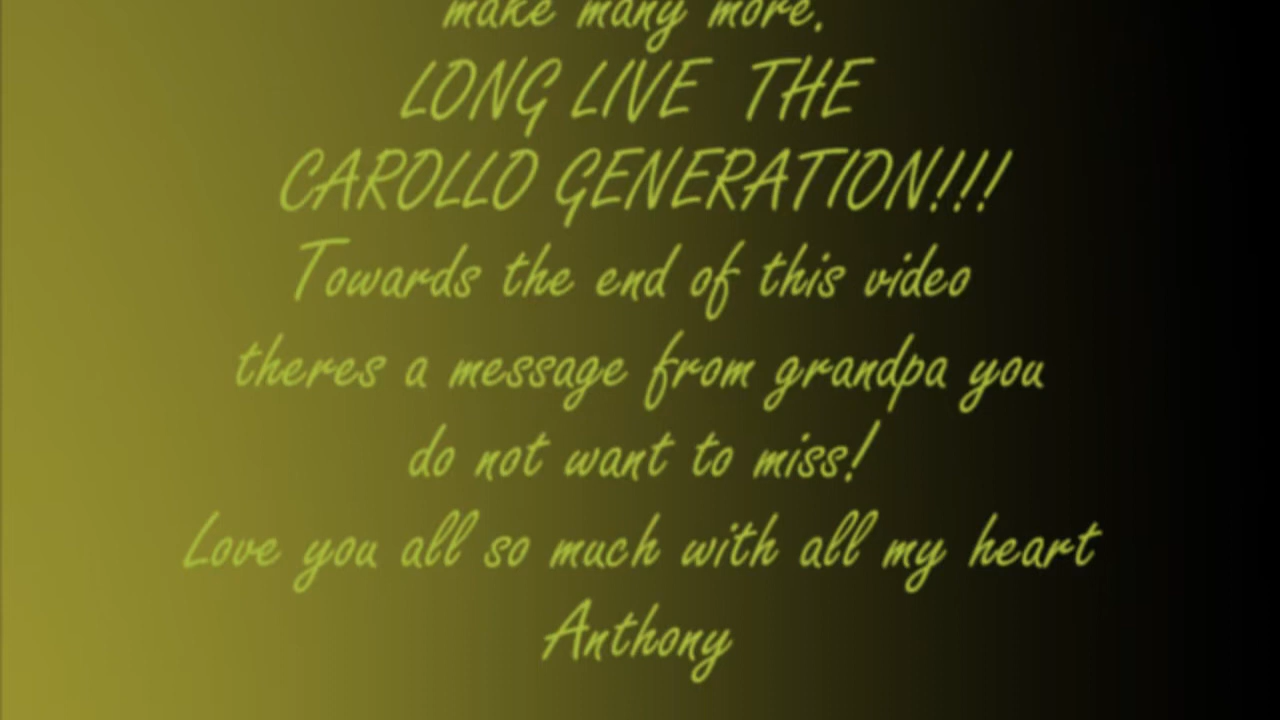 make many more.
LONG LIVE THE
CAROLLO GENERATION!!!
Towards the end of this video
theres a message from grandpa you
do not want to miss!
Love you all so much with all my heart
Anthony